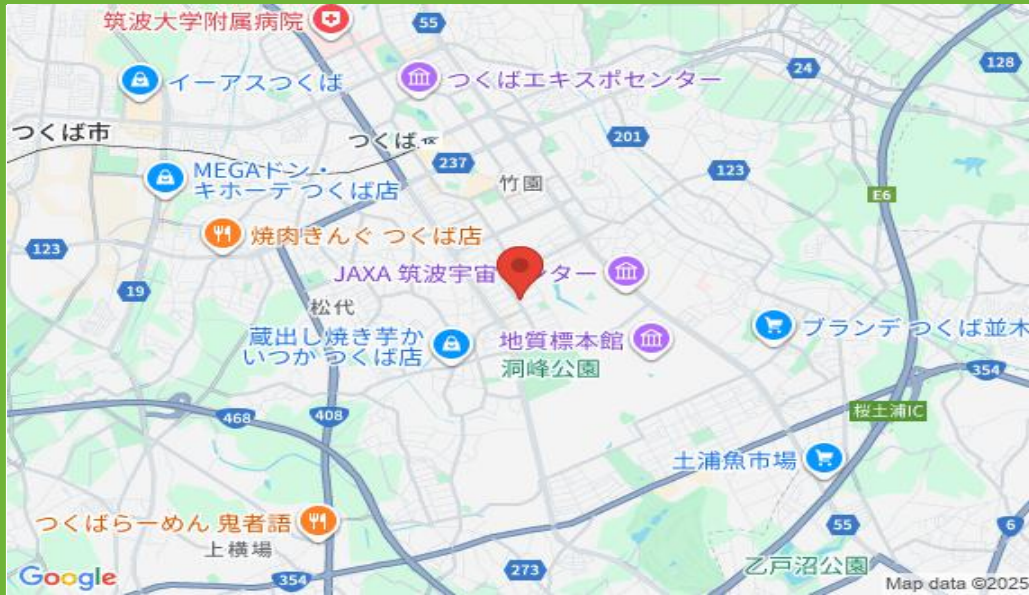 筑波大学附属病院
55
イーアスつくば
つくばエキスポセンター
24
128
つくば市
つくば
201
237
MEGAドン・
キホーテ つくば店
竹園
123
E6
123
焼肉きんぐ つくば店
JAXA 筑波宇宙
ンター
19
松代
蔵出し焼き芋か
いつか つくば店
地質標本館
洞峰公園
ブランデ つくば並木
354
468
408
桜土浦IC
土浦魚市場
つくばらーめん 鬼者語
上横場
55
6
273
乙戸沼公園
354
Google
Map data ©2025